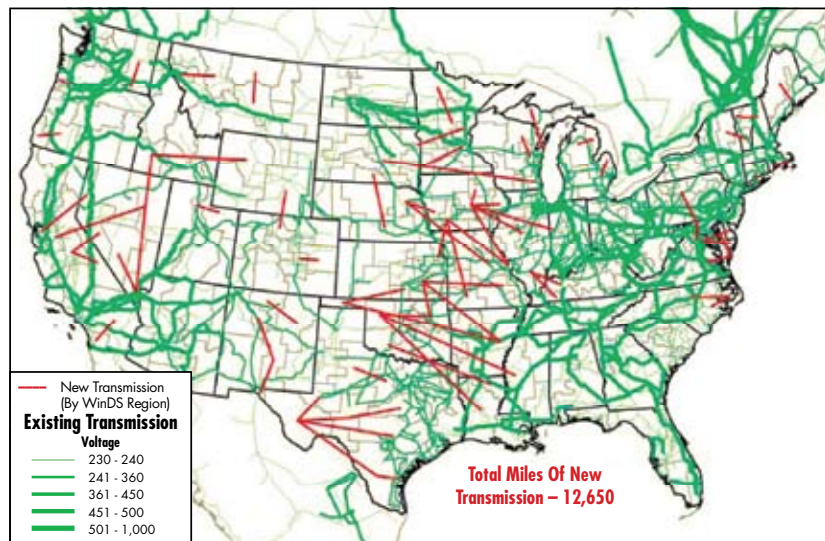 New Transmission
(By WinDS Region)
Existing Transmission
Voltage
230 - 240
241 - 360
361 - 450
451 - 500
501 - 1,000
Total Miles Of New
Transmission – 12,650